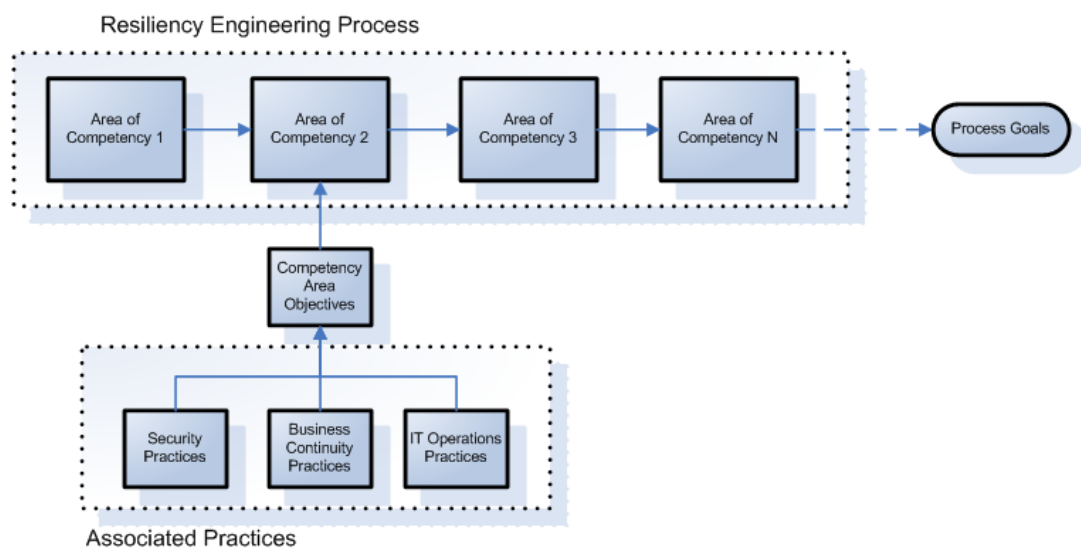 Resiliency Engineering Process
Area of
Competency 1
Area of
Competency 2
Area of
Competency 3
Area of
Competency N
Process Goals
Competency
Area
Objectives
Security
Practices
Business
Continuity
Practices
IT Operations
Practices
Associated Practices